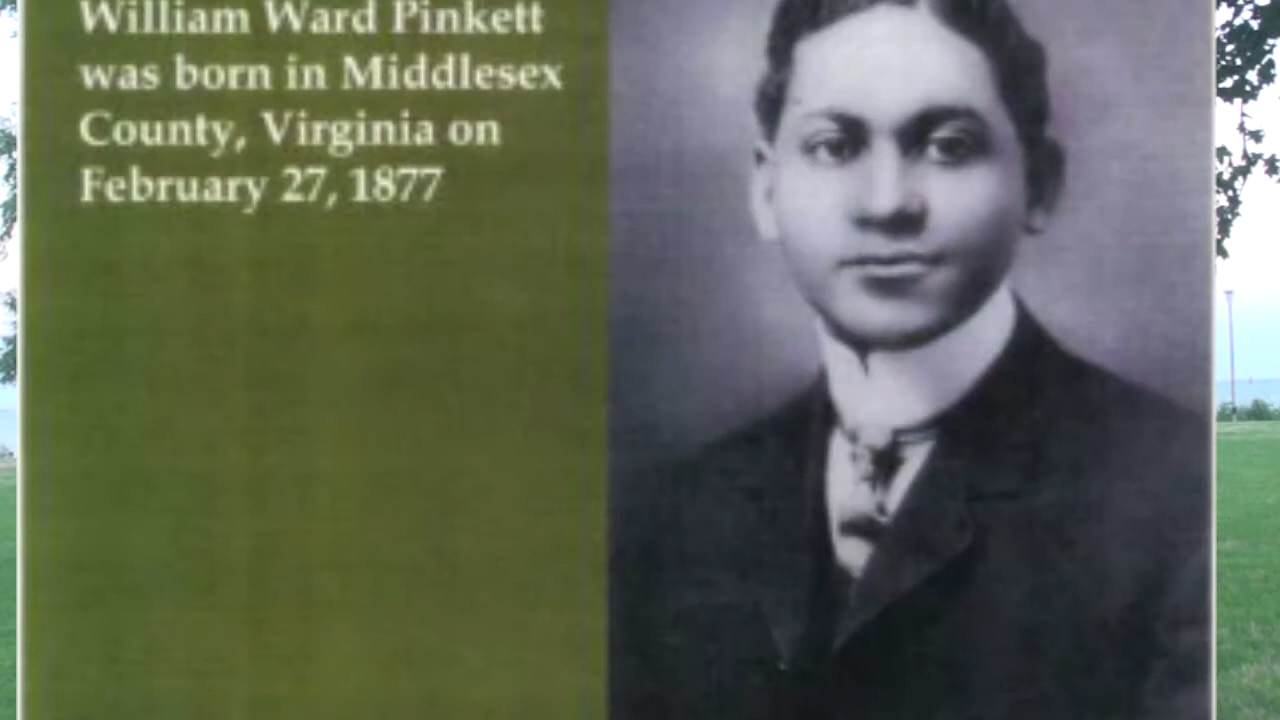 William Ward Pinkett
was born in Middlesex
County, Virginia on
February 27, 1877